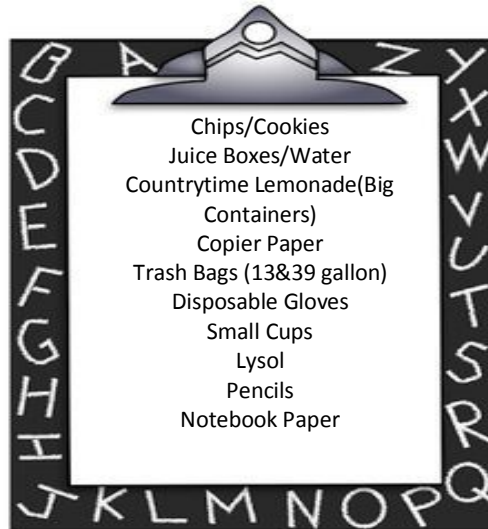 B A Z Y
C X
D W
E V
F U
G T
H S
I R
J K L M N O P Q
Chips/Cookies
Juice Boxes/Water
Countrytime Lemonade(Big
Containers)
Copier Paper
Trash Bags (13&39 gallon)
Disposable Gloves
Small Cups
Lysol
Pencils
Notebook Paper